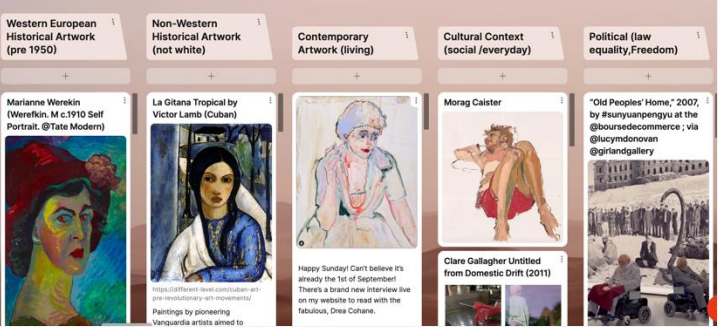 Western European
Historical Artwork
(pre 1950)
+
Marianne Werekin
(Werefkin. M c.1910 Self
Portrait. @Tate Modern)
Non-Western
Historical Artwork
(not white)
+
La Gitana Tropical by
Victor Lamb (Cuban)
https://different-level.com/cuban-art-
pre-revolutionary-art-movements/
Paintings by pioneering
Vanguardia artists aimed to
Contemporary
Artwork (living)
+
Happy Sunday! Can't believe it's
already the 1st of September!
There's a brand new interview live
on my website to read with the
fabulous, Drea Cohane.
Cultural Context
(social /everyday)
+
Morag Caister
Clare Gallagher Untitled
from Domestic Drift (2011)
Political (law
equality,Freedom)
+
"Old Peoples' Home," 2007,
by #sunyuanpengyu at the
@boursedecommerce ; via
@lucymdonovan
@girlandgallery